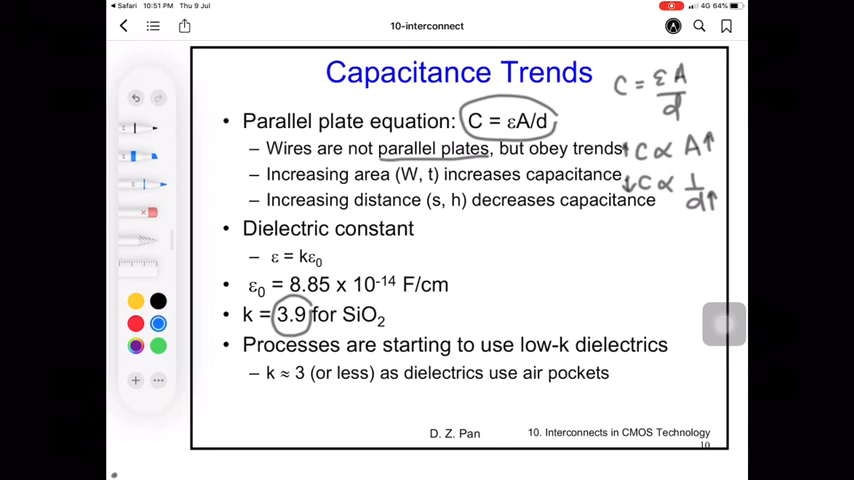 Safari 10:51 PM Thu 9 Jul 4G 64%
10-interconnect
Capacitance Trends
C = εA/d
• Parallel plate equation: C = εA/d
– Wires are not parallel plates, but obey trends
↑C ∝ A↑
– Increasing area (W, t) increases capacitance
↓C ∝ 1/d↑
– Increasing distance (s, h) decreases capacitance
• Dielectric constant
– ε = kε₀
• ε₀ = 8.85 x 10⁻¹⁴ F/cm
• k = 3.9 for SiO₂
• Processes are starting to use low-k dielectrics
– k ≈ 3 (or less) as dielectrics use air pockets
D. Z. Pan 10. Interconnects in CMOS Technology
10